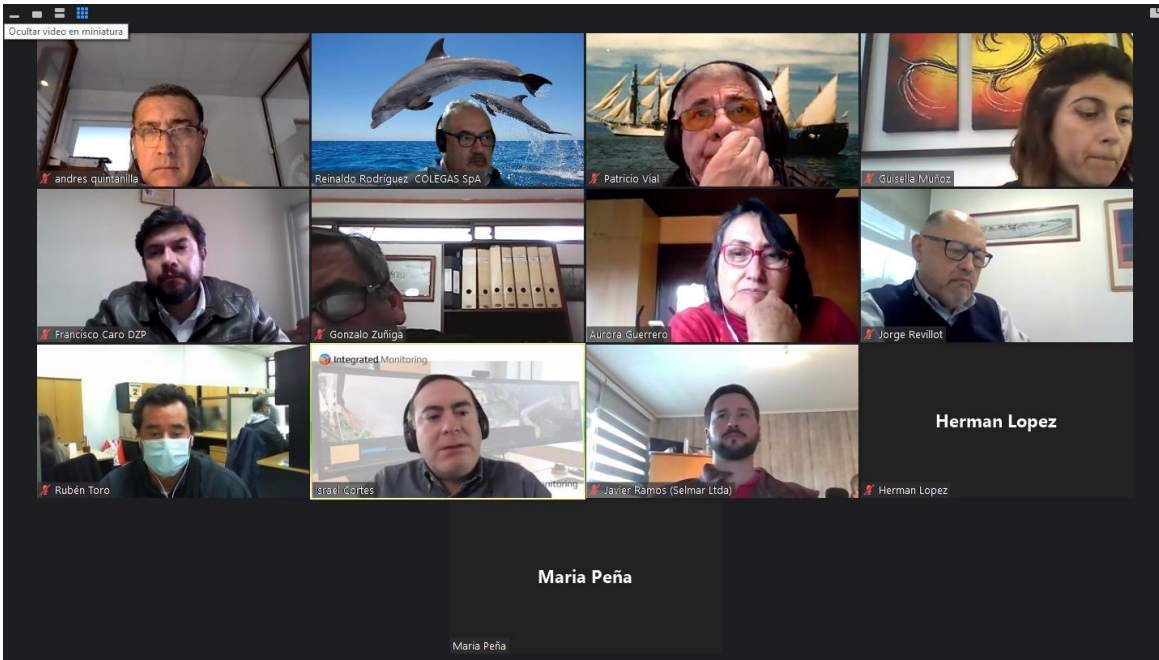 Ocultar video en miniatura
andres quintanilla
Reinaldo Rodríguez COLEGAS SpA
Patricio Vial
Guisella Muñoz
Francisco Caro DZP
Gonzalo Zuñiga
Aurora Guerrero
Jorge Revillot
Integrated Monitoring
Rubén Toro
Israel Cortes
nitoring
Javier Ramos (Selmar Ltda)
Herman Lopez
Herman Lopez
Maria Peña
Maria Peña